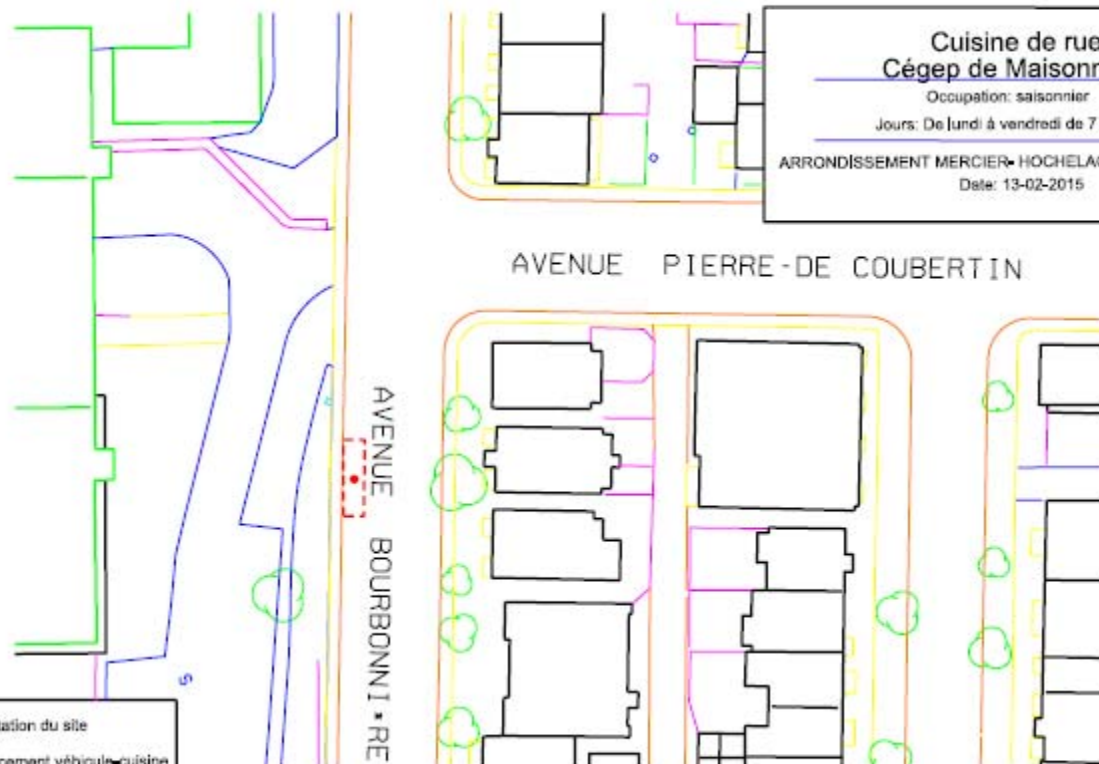 Cuisine de rue
Cégep de Maisonn
Occupation: saisonnier
Jours: De lundi à vendredi de 7
ARRONDISSEMENT MERCIER- HOCHELAG
Date: 13-02-2015
AVENUE PIERRE-DE COUBERTIN
AVENUE BOURBONNI*RE
ation du site
cement véhicule-cuisine